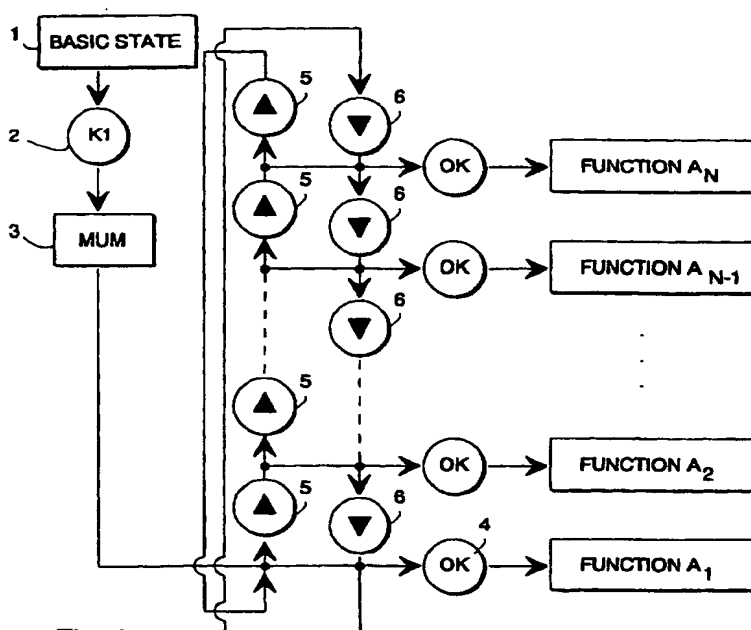 1 BASIC STATE
2 K1
3 MUM
5 6
OK FUNCTION A_N
5 6
OK FUNCTION A_N-1
6
5
OK FUNCTION A_2
5 6
4
OK FUNCTION A_1